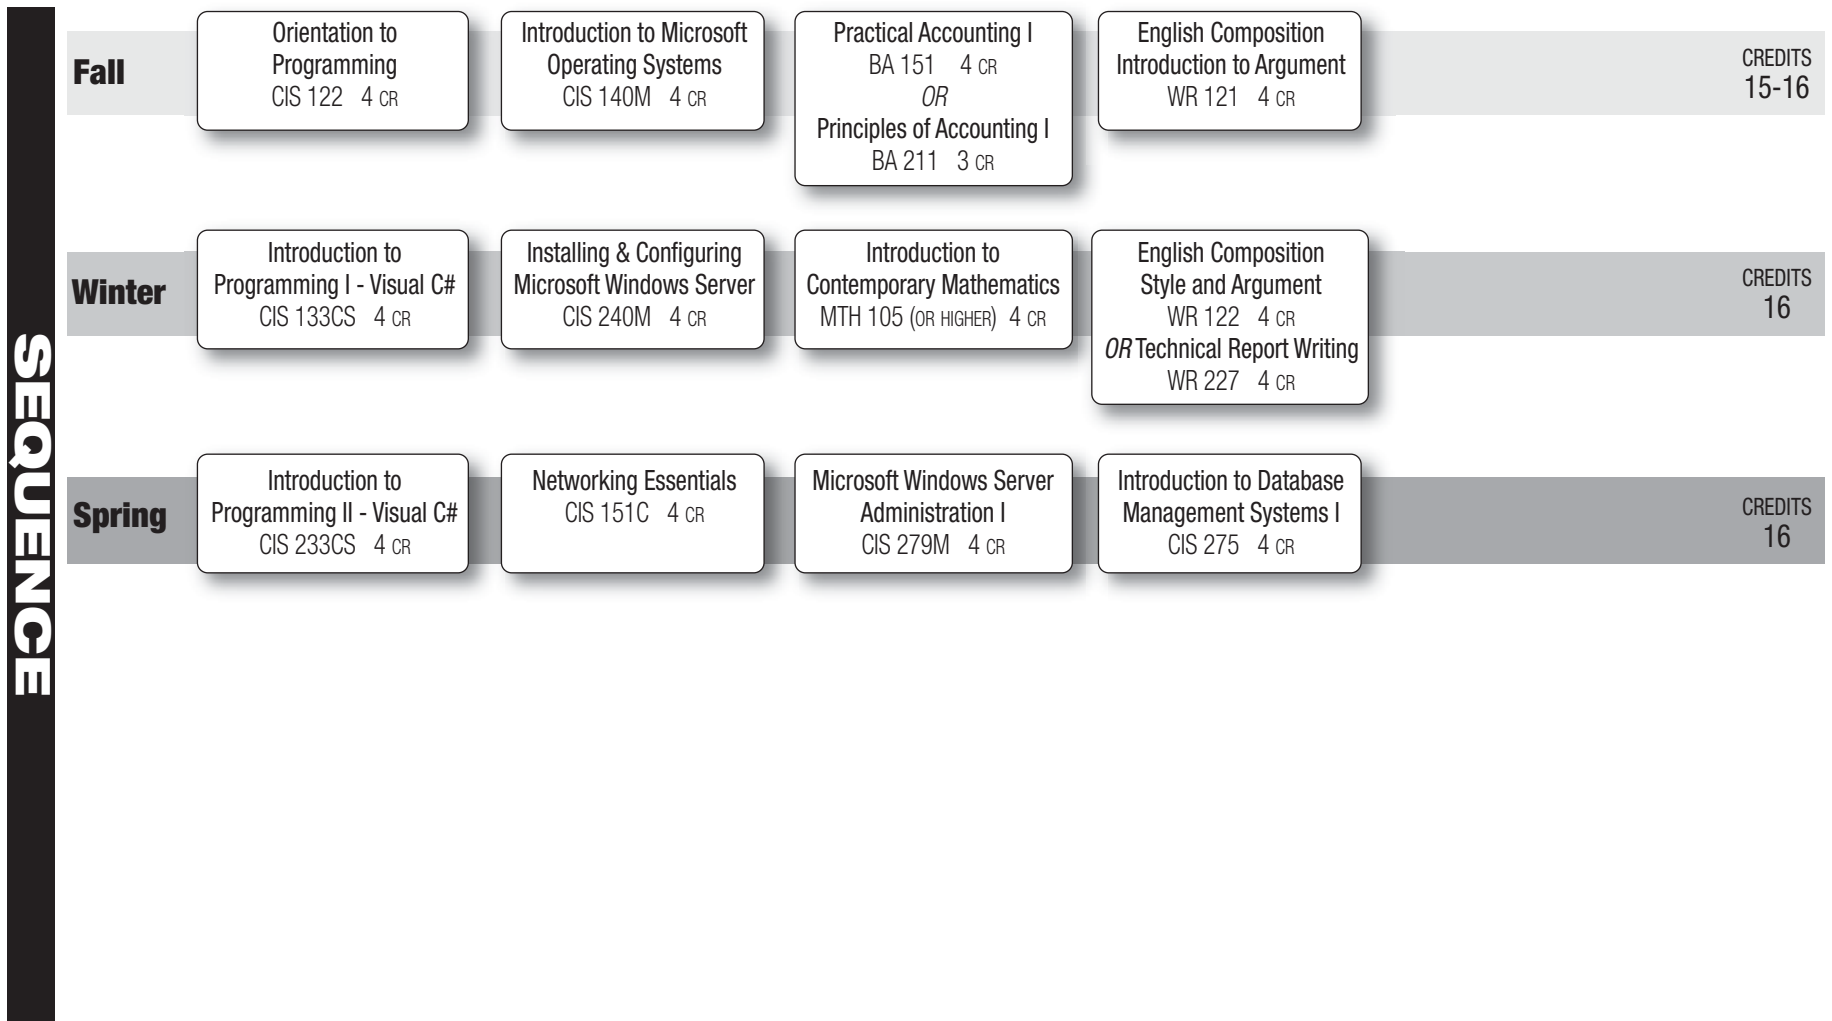 SEQUENCE
Fall
Orientation to
Programming
CIS 122 4 CR
Introduction to Microsoft
Operating Systems
CIS 140M 4 CR
Practical Accounting I
BA 151 4 CR
OR
Principles of Accounting I
BA 211 3 CR
English Composition
Introduction to Argument
WR 121 4 CR
CREDITS
15-16
Winter
Introduction to
Programming I - Visual C#
CIS 133CS 4 CR
Installing & Configuring
Microsoft Windows Server
CIS 240M 4 CR
Introduction to
Contemporary Mathematics
MTH 105 (OR HIGHER) 4 CR
English Composition
Style and Argument
WR 122 4 CR
OR Technical Report Writing
WR 227 4 CR
CREDITS
16
Spring
Introduction to
Programming II - Visual C#
CIS 233CS 4 CR
Networking Essentials
CIS 151C 4 CR
Microsoft Windows Server
Administration I
CIS 279M 4 CR
Introduction to Database
Management Systems I
CIS 275 4 CR
CREDITS
16